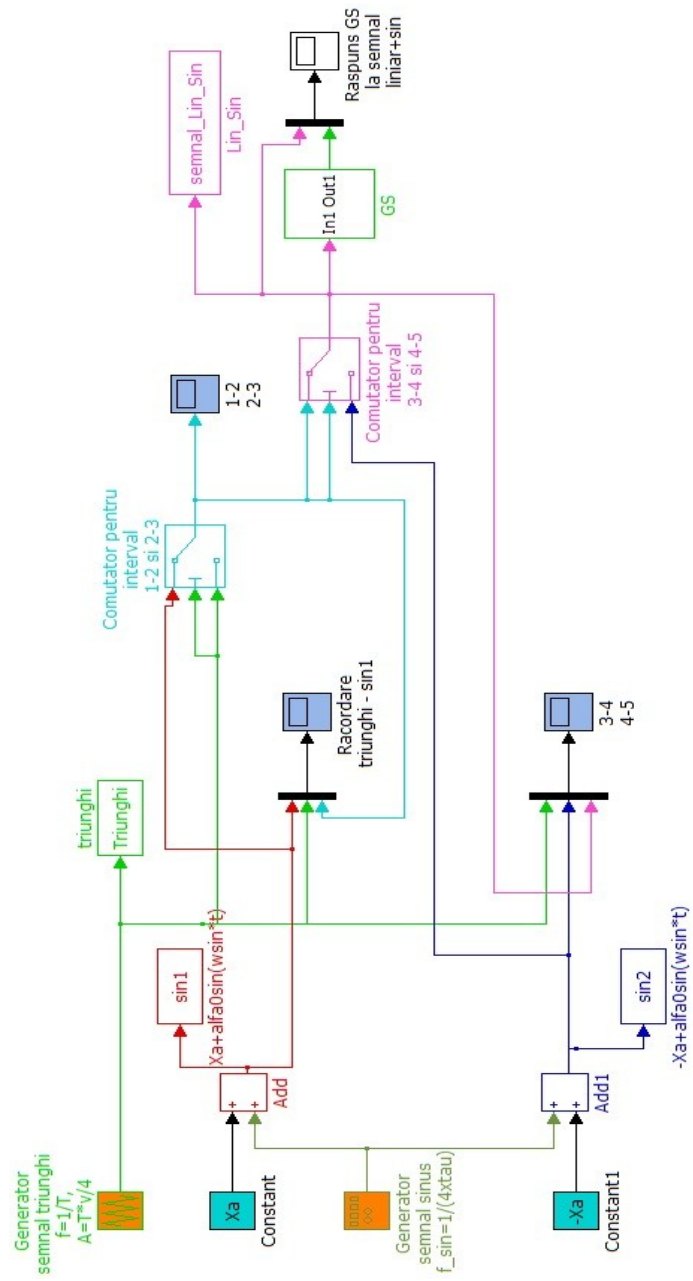 Generator
semnal triunghi
f=1/T,
A=T*v/4
triunghi
Triunghi
Xa
Constant
+
+
Add
sin1
Xa+alfa0sin(wsin*t)
Generator
semnal sinus
f_sin=1/(4xtau)
-Xa
Constant1
+
+
Add1
sin2
-Xa+alfa0sin(wsin*t)
Racordare
triunghi - sin1
3-4
4-5
Comutator pentru
interval
1-2 si 2-3
1-2
2-3
Comutator pentru
interval
3-4 si 4-5
semnal_Lin_Sin
Lin_Sin
In1 Out1
GS
Raspuns GS
la semnal
liniar+sin